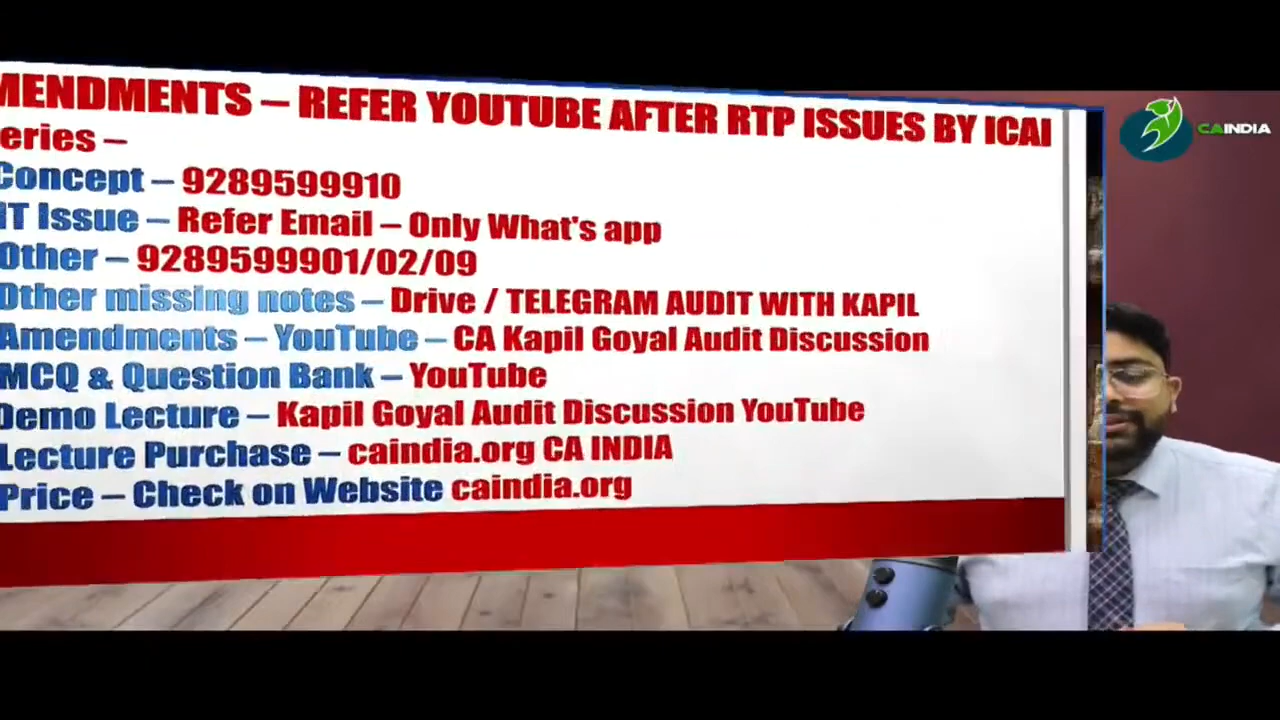 MENDMENTS – REFER YOUTUBE AFTER RTP ISSUES BY ICAI
eries –
Concept – 9289599910
IT Issue – Refer Email – Only What's app
Other – 9289599901/02/09
Other missing notes – Drive / TELEGRAM AUDIT WITH KAPIL
Amendments – YouTube – CA Kapil Goyal Audit Discussion
MCQ & Question Bank – YouTube
Demo Lecture – Kapil Goyal Audit Discussion YouTube
Lecture Purchase – caindia.org CA INDIA
Price – Check on Website caindia.org
CAINDIA